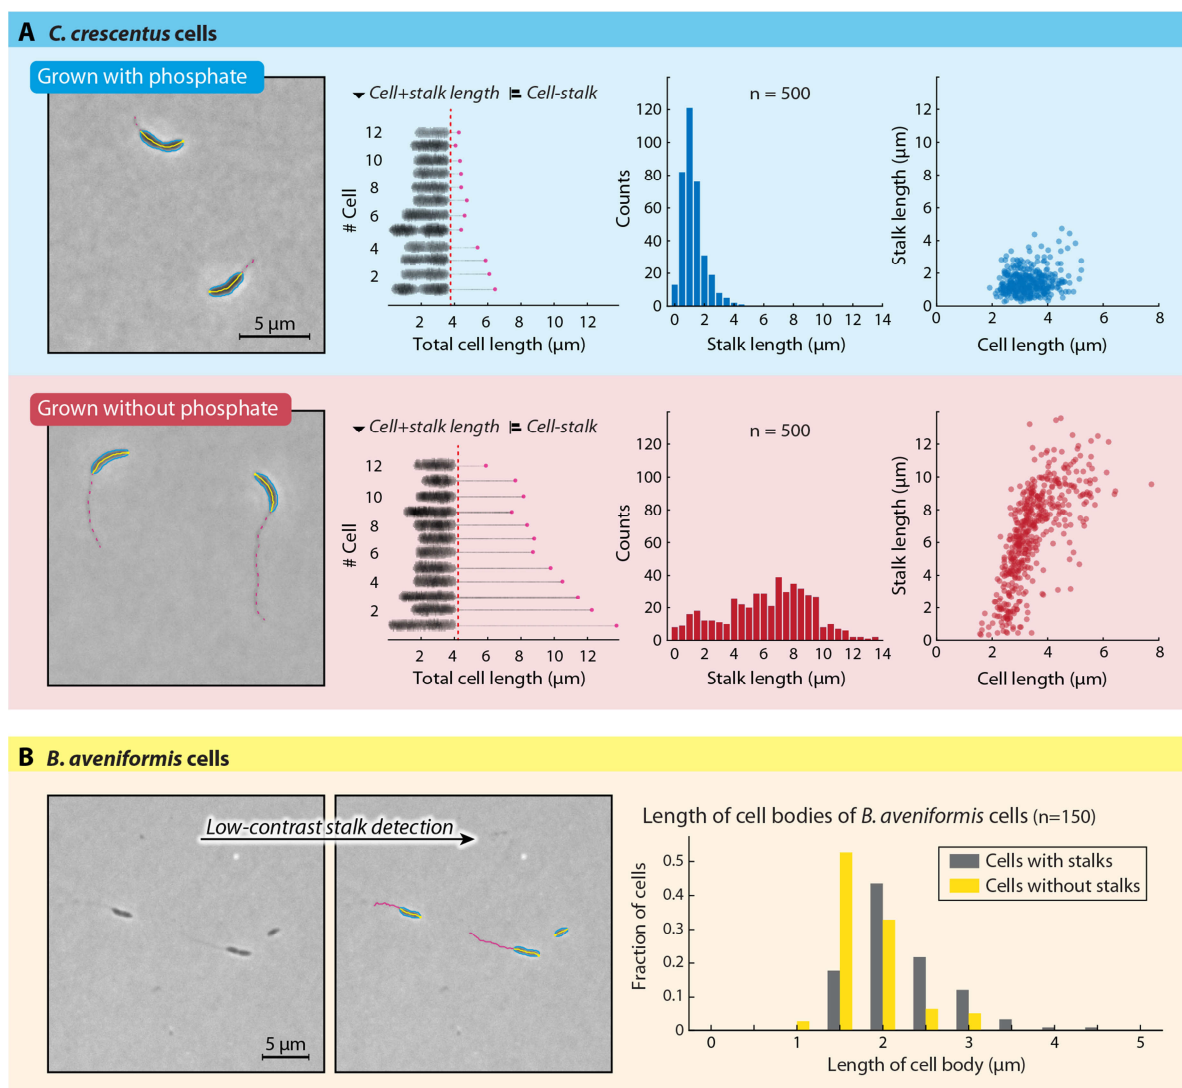 A C. crescentus cells
Grown with phosphate
5 µm
Cell+stalk length Cell-stalk
# Cell
12
10
8
6
4
2
2 4 6 8 10 12
Total cell length (µm)
n = 500
Counts
120
100
80
60
40
20
0
0 2 4 6 8 10 12 14
Stalk length (µm)
Stalk length (µm)
12
10
8
6
4
2
0
0 2 4 6 8
Cell length (µm)
Grown without phosphate
Cell+stalk length Cell-stalk
# Cell
12
10
8
6
4
2
2 4 6 8 10 12
Total cell length (µm)
n = 500
Counts
120
100
80
60
40
20
0
0 2 4 6 8 10 12 14
Stalk length (µm)
Stalk length (µm)
12
10
8
6
4
2
0
0 2 4 6 8
Cell length (µm)
B B. aveniformis cells
Low-contrast stalk detection
5 µm
Length of cell bodies of B. aveniformis cells (n=150)
Cells with stalks
Cells without stalks
Fraction of cells
0.5
0.4
0.3
0.2
0.1
0
0 1 2 3 4 5
Length of cell body (µm)